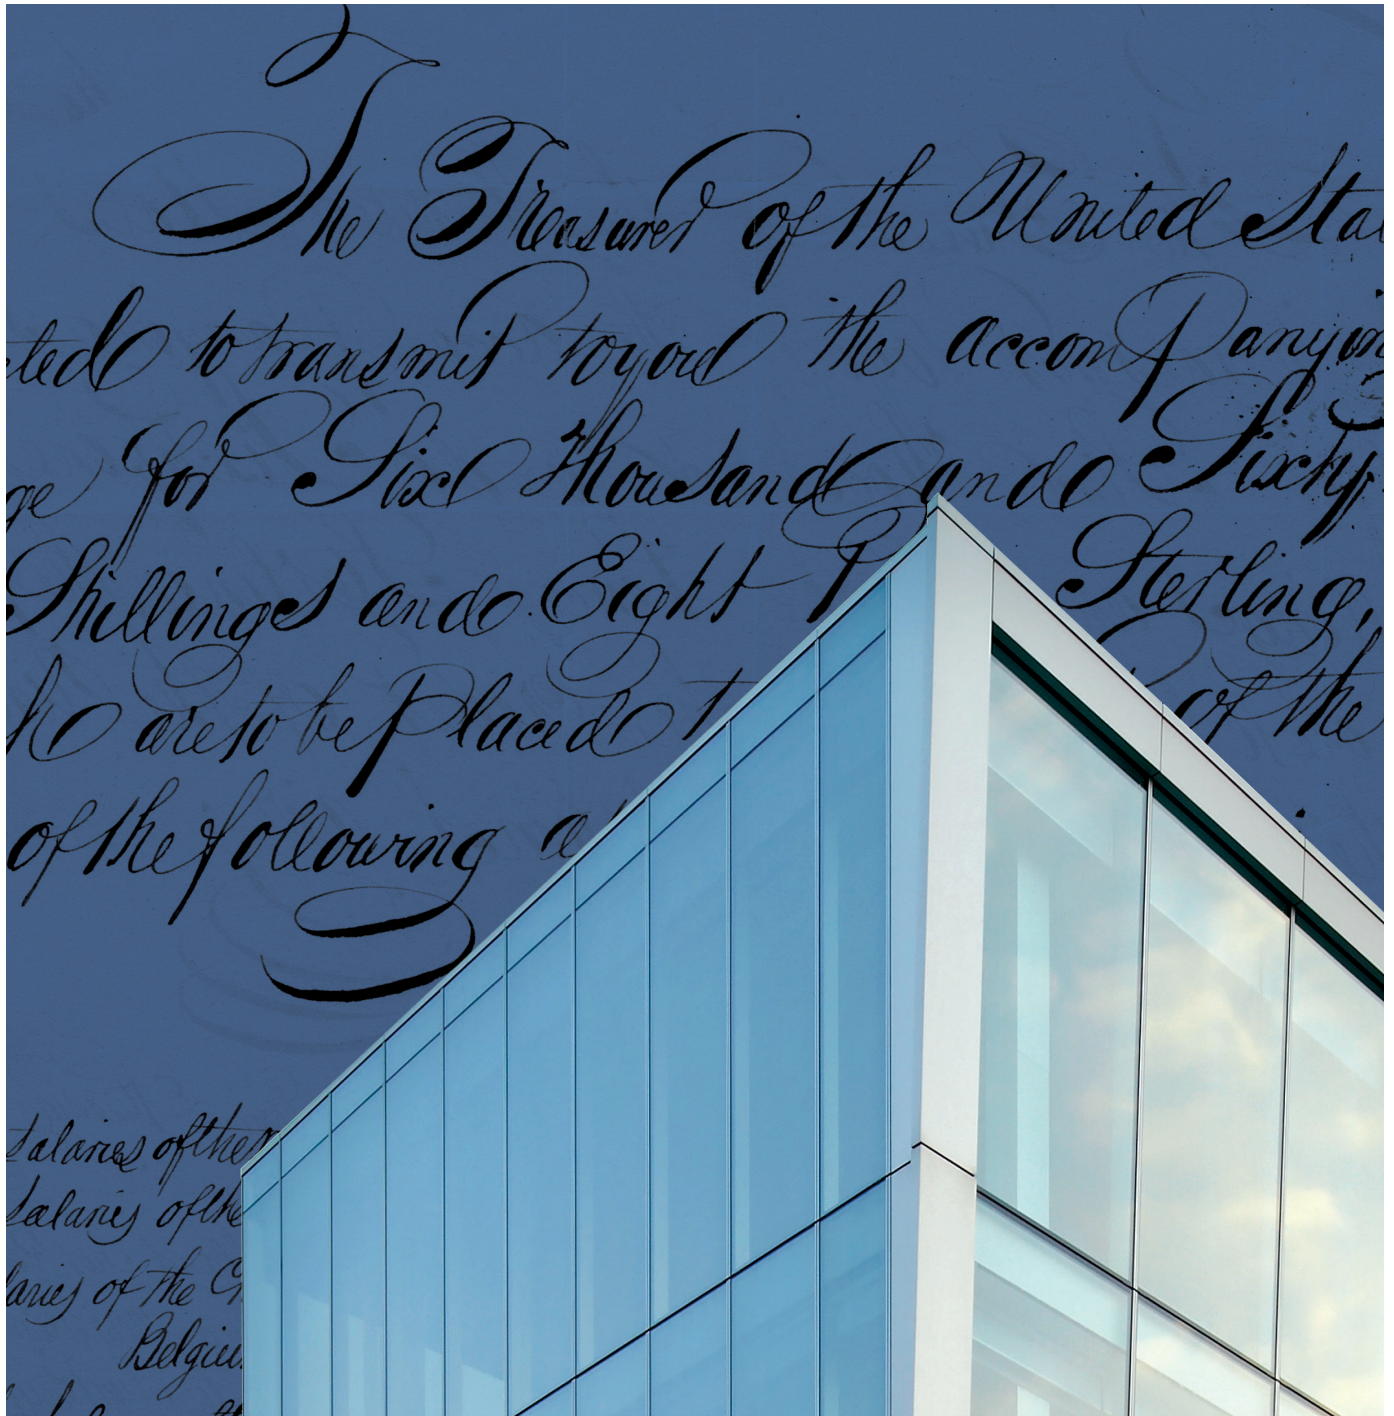 The Treasurer of the United Sta
cted to transmit to you the accompanyin
ge for Six thousand and Sixty
Shillings and Eight P Sterling,
h are to be placed t of the
of the following a
Salaries of the
Salaries of the
laries of the C
Belgiu